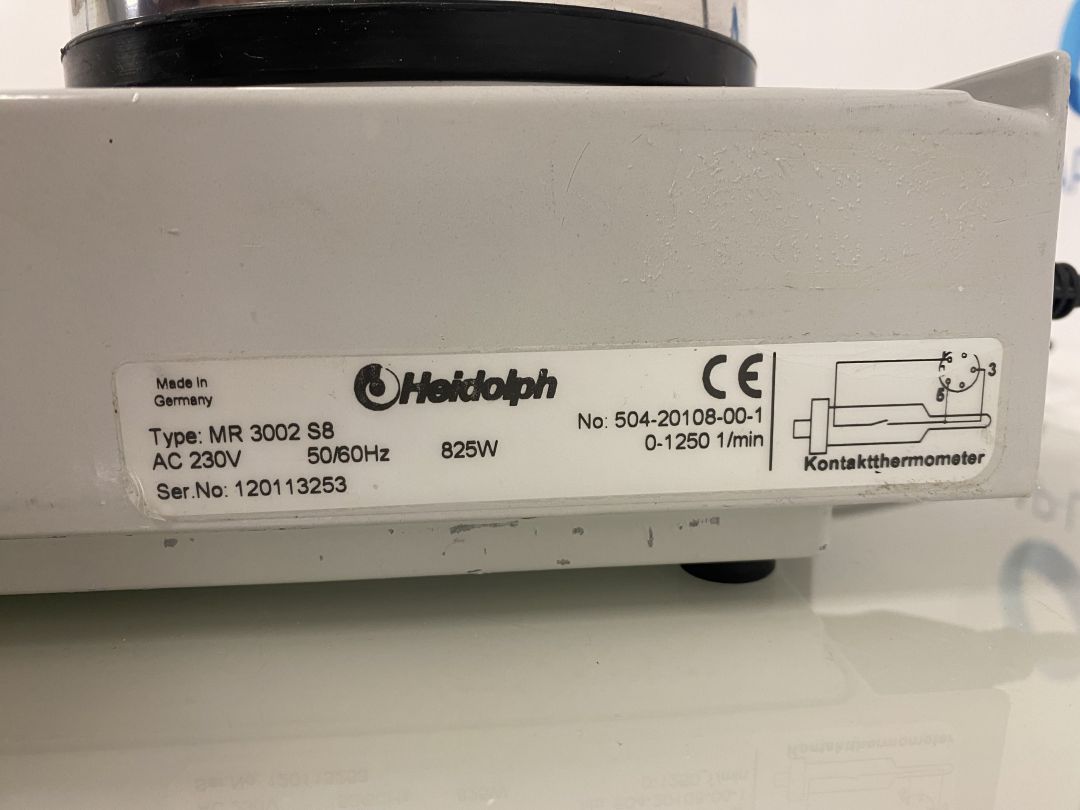 Made in
Germany
Heidolph
CE
Type: MR 3002 S8
No: 504-20108-00-1
AC 230V 50/60Hz 825W
0-1250 1/min
Ser.No: 120113253
3
Kontaktthermometer